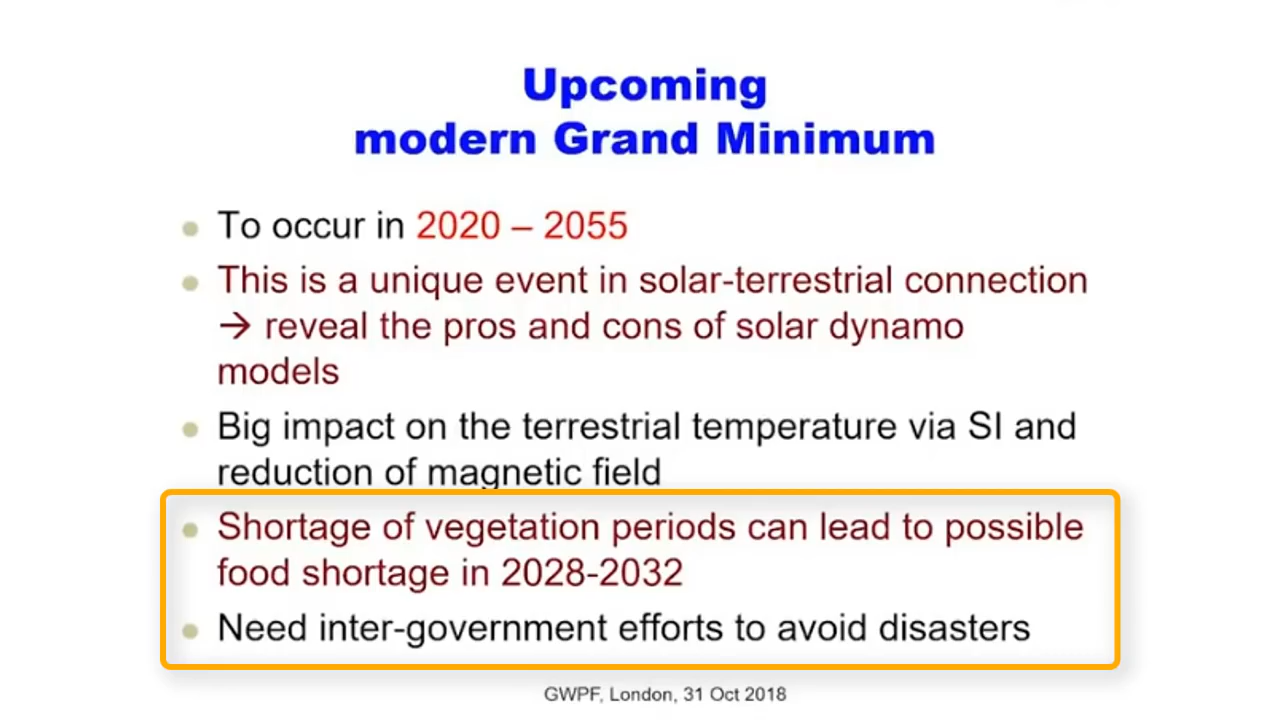 Upcoming
modern Grand Minimum
To occur in 2020 – 2055
This is a unique event in solar-terrestrial connection
→ reveal the pros and cons of solar dynamo
models
Big impact on the terrestrial temperature via SI and
reduction of magnetic field
Shortage of vegetation periods can lead to possible
food shortage in 2028-2032
Need inter-government efforts to avoid disasters
GWPF, London, 31 Oct 2018